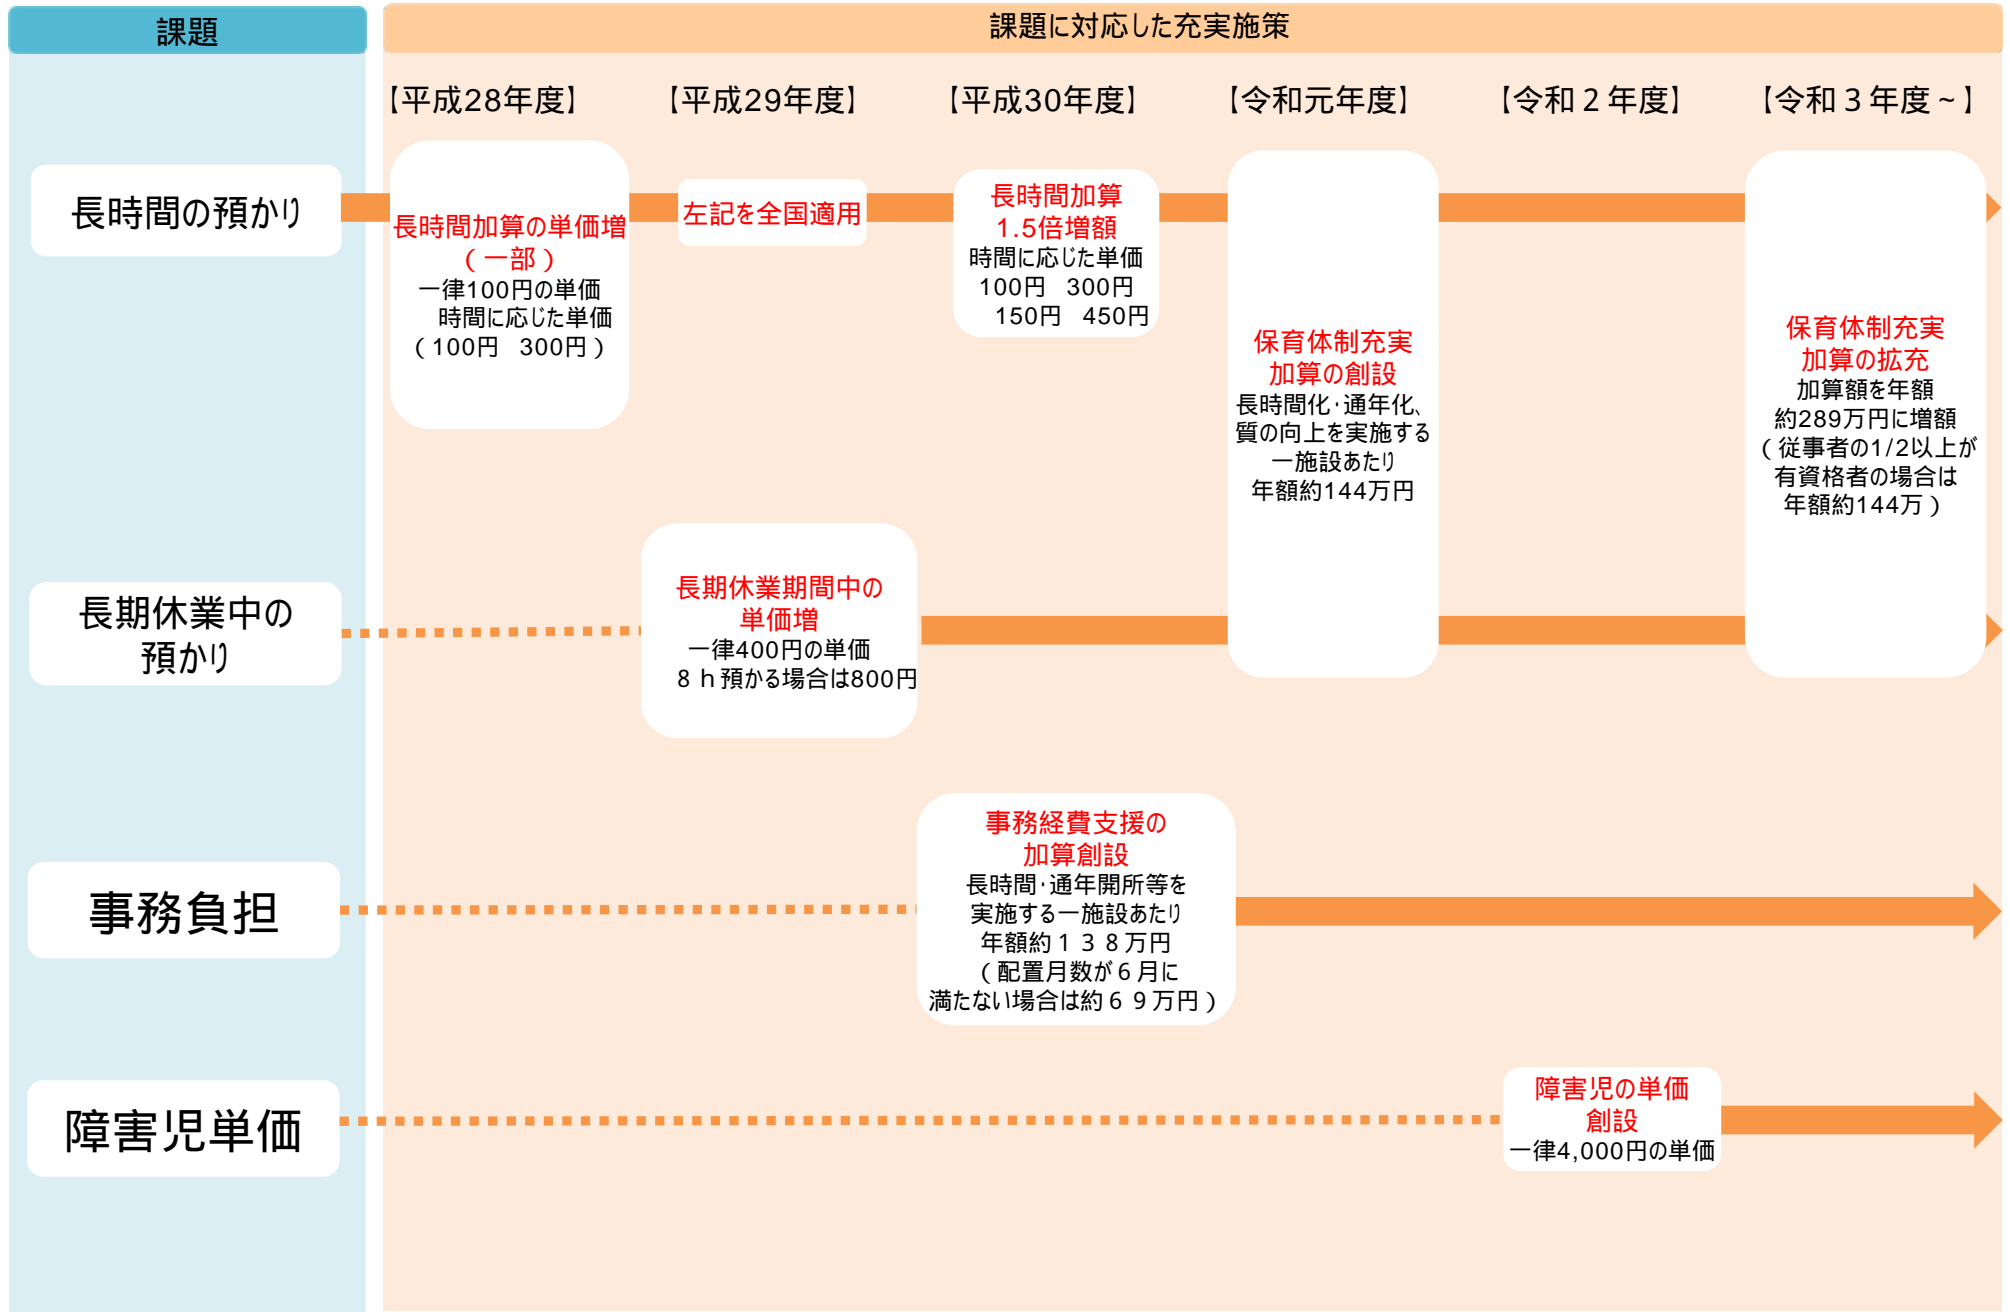 課題
課題に対応した充実施策
【平成28年度】
【平成29年度】
【平成30年度】
【令和元年度】
【令和２年度】
【令和３年度~】
長時間の預かり
長時間加算の単価増
（一部）
一律100円の単価
時間に応じた単価
（100円　300円）
左記を全国適用
長時間加算
1.5倍増額
時間に応じた単価
100円　300円
150円　450円
保育体制充実
加算の創設
長時間化･通年化、
質の向上を実施する
一施設あたり
年額約144万円
保育体制充実
加算の拡充
加算額を年額
約289万円に増額
（従事者の1/2以上が
有資格者の場合は
年額約144万）
長期休業中の
預かり
長期休業期間中の
単価増
一律400円の単価
８ｈ預かる場合は800円
事務負担
事務経費支援の
加算創設
長時間･通年開所等を
実施する一施設あたり
年額約１３８万円
（配置月数が６月に
満たない場合は約６９万円）
障害児単価
障害児の単価
創設
一律4,000円の単価